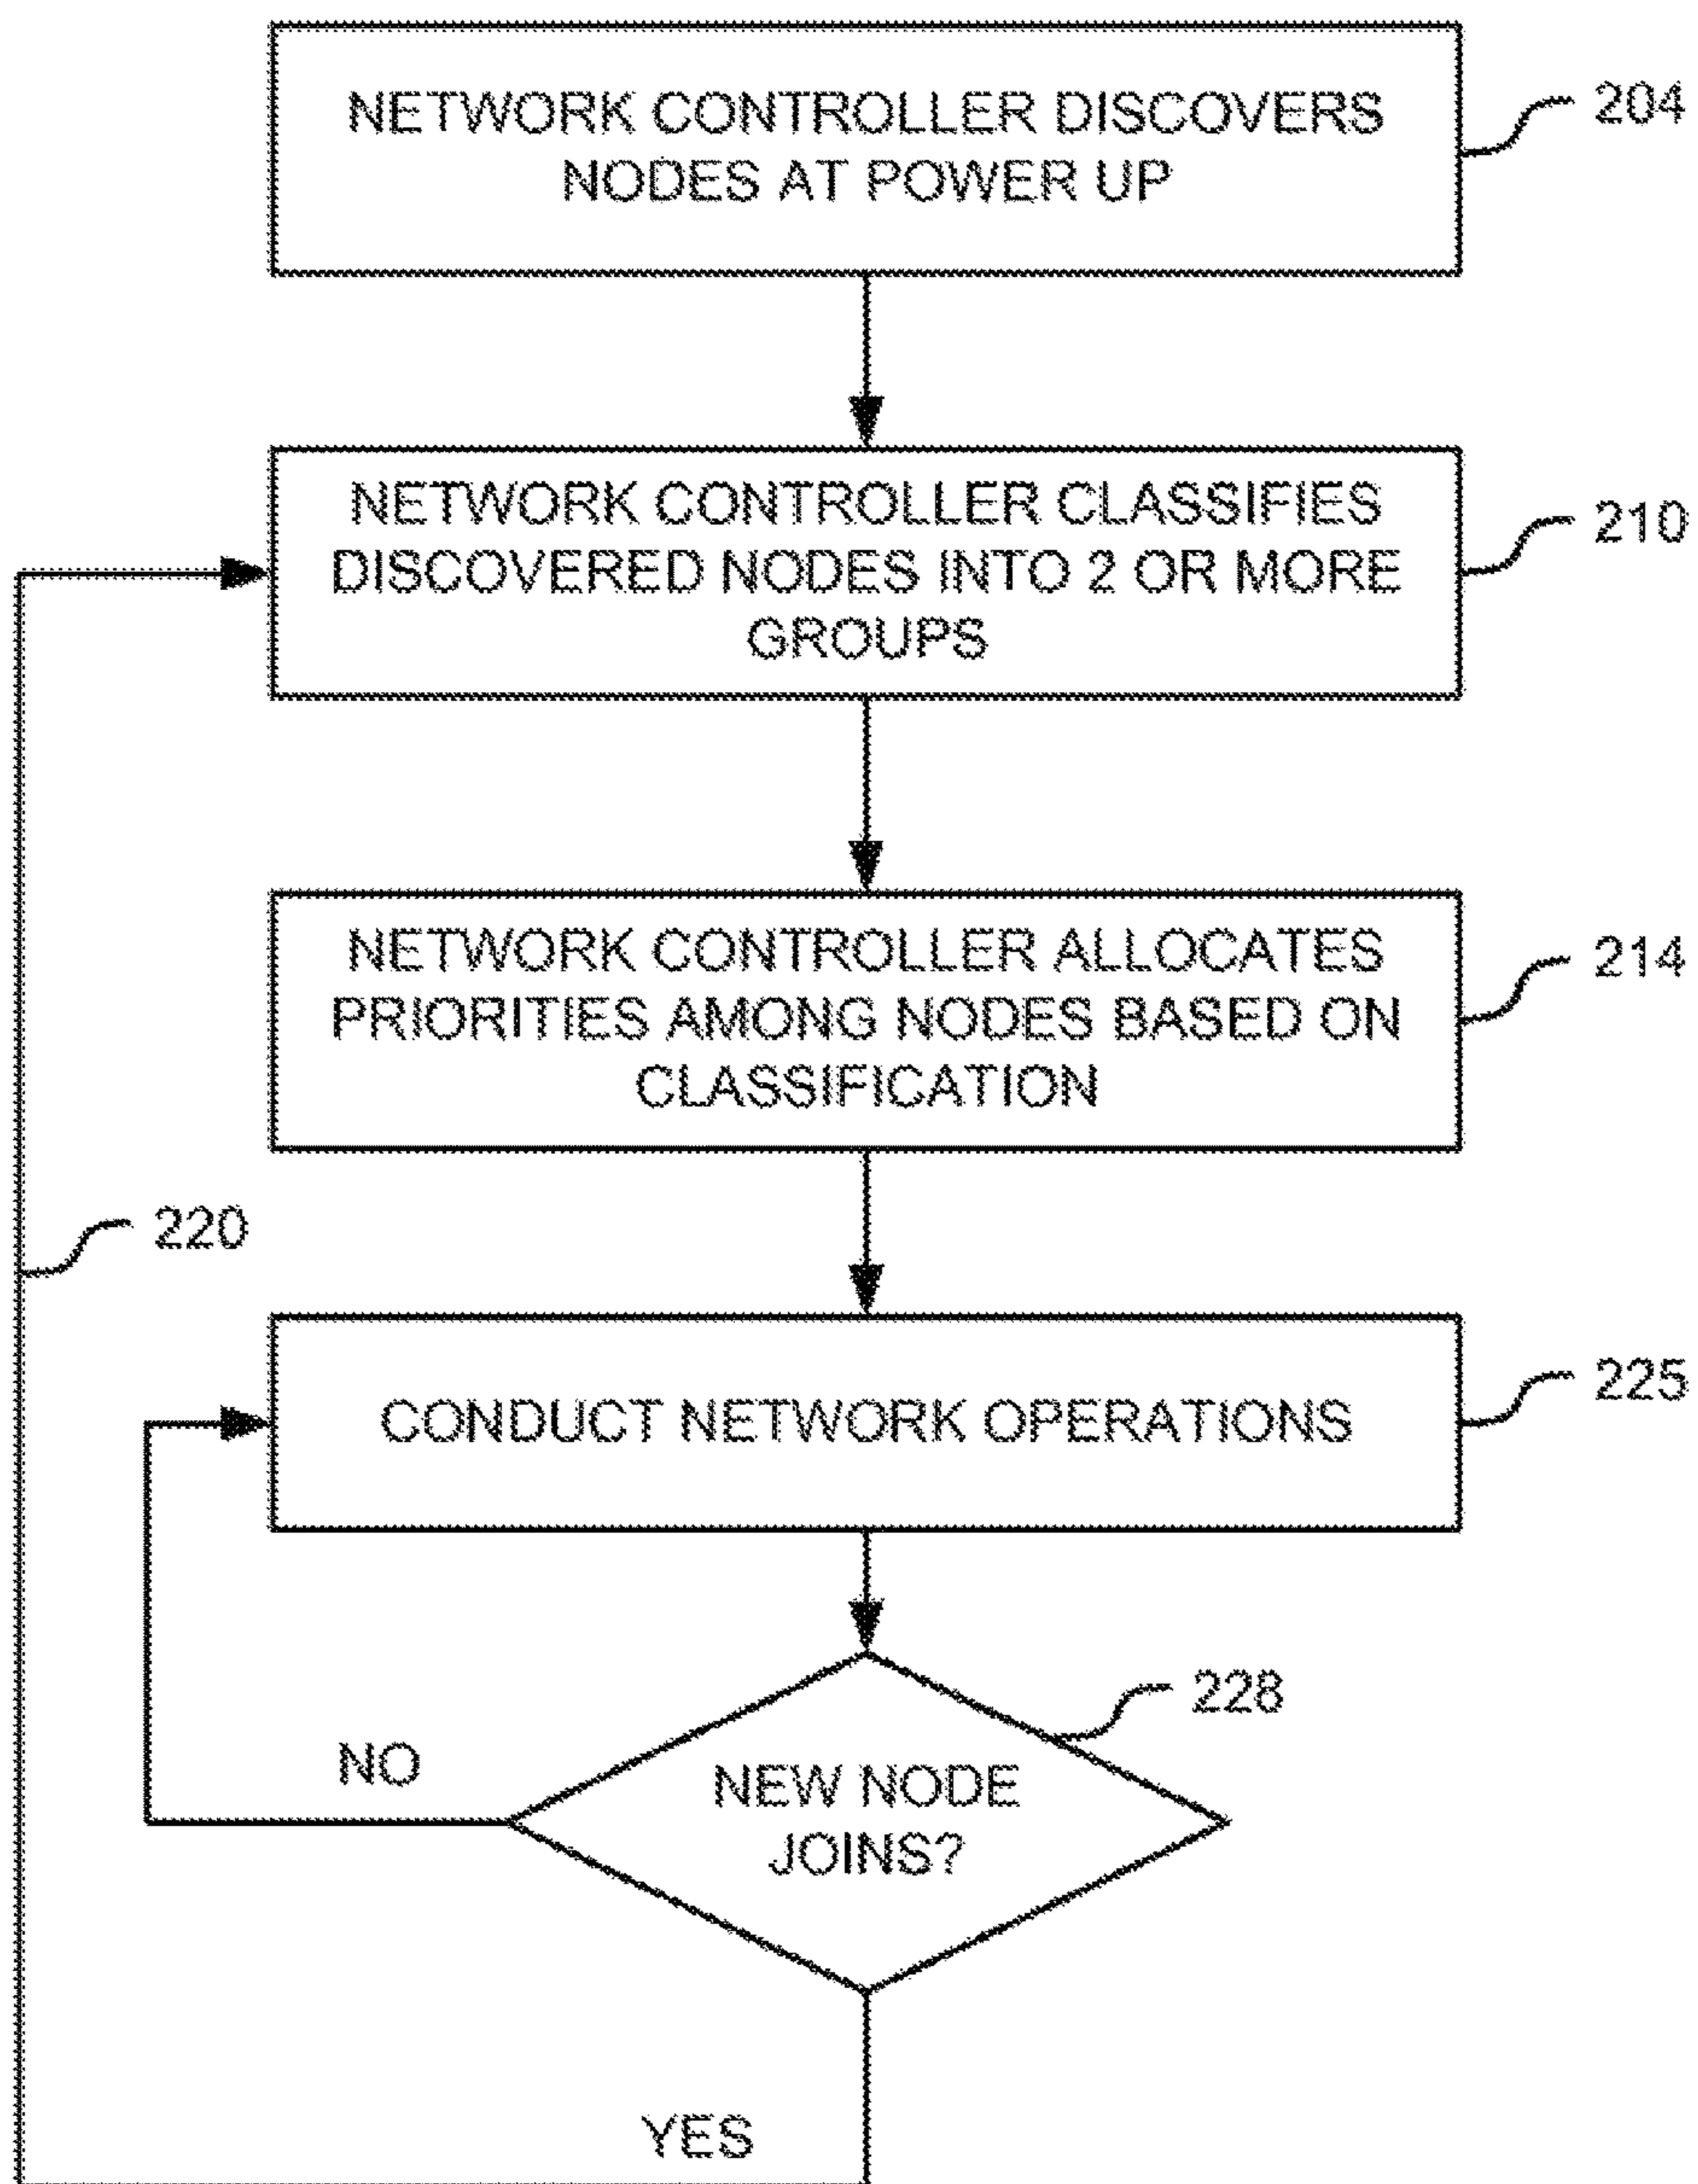 NETWORK CONTROLLER DISCOVERS
NODES AT POWER UP
204
NETWORK CONTROLLER CLASSIFIES
DISCOVERED NODES INTO 2 OR MORE
GROUPS
210
NETWORK CONTROLLER ALLOCATES
PRIORITIES AMONG NODES BASED ON
CLASSIFICATION
214
220
CONDUCT NETWORK OPERATIONS
225
228
NO
NEW NODE
JOINS?
YES